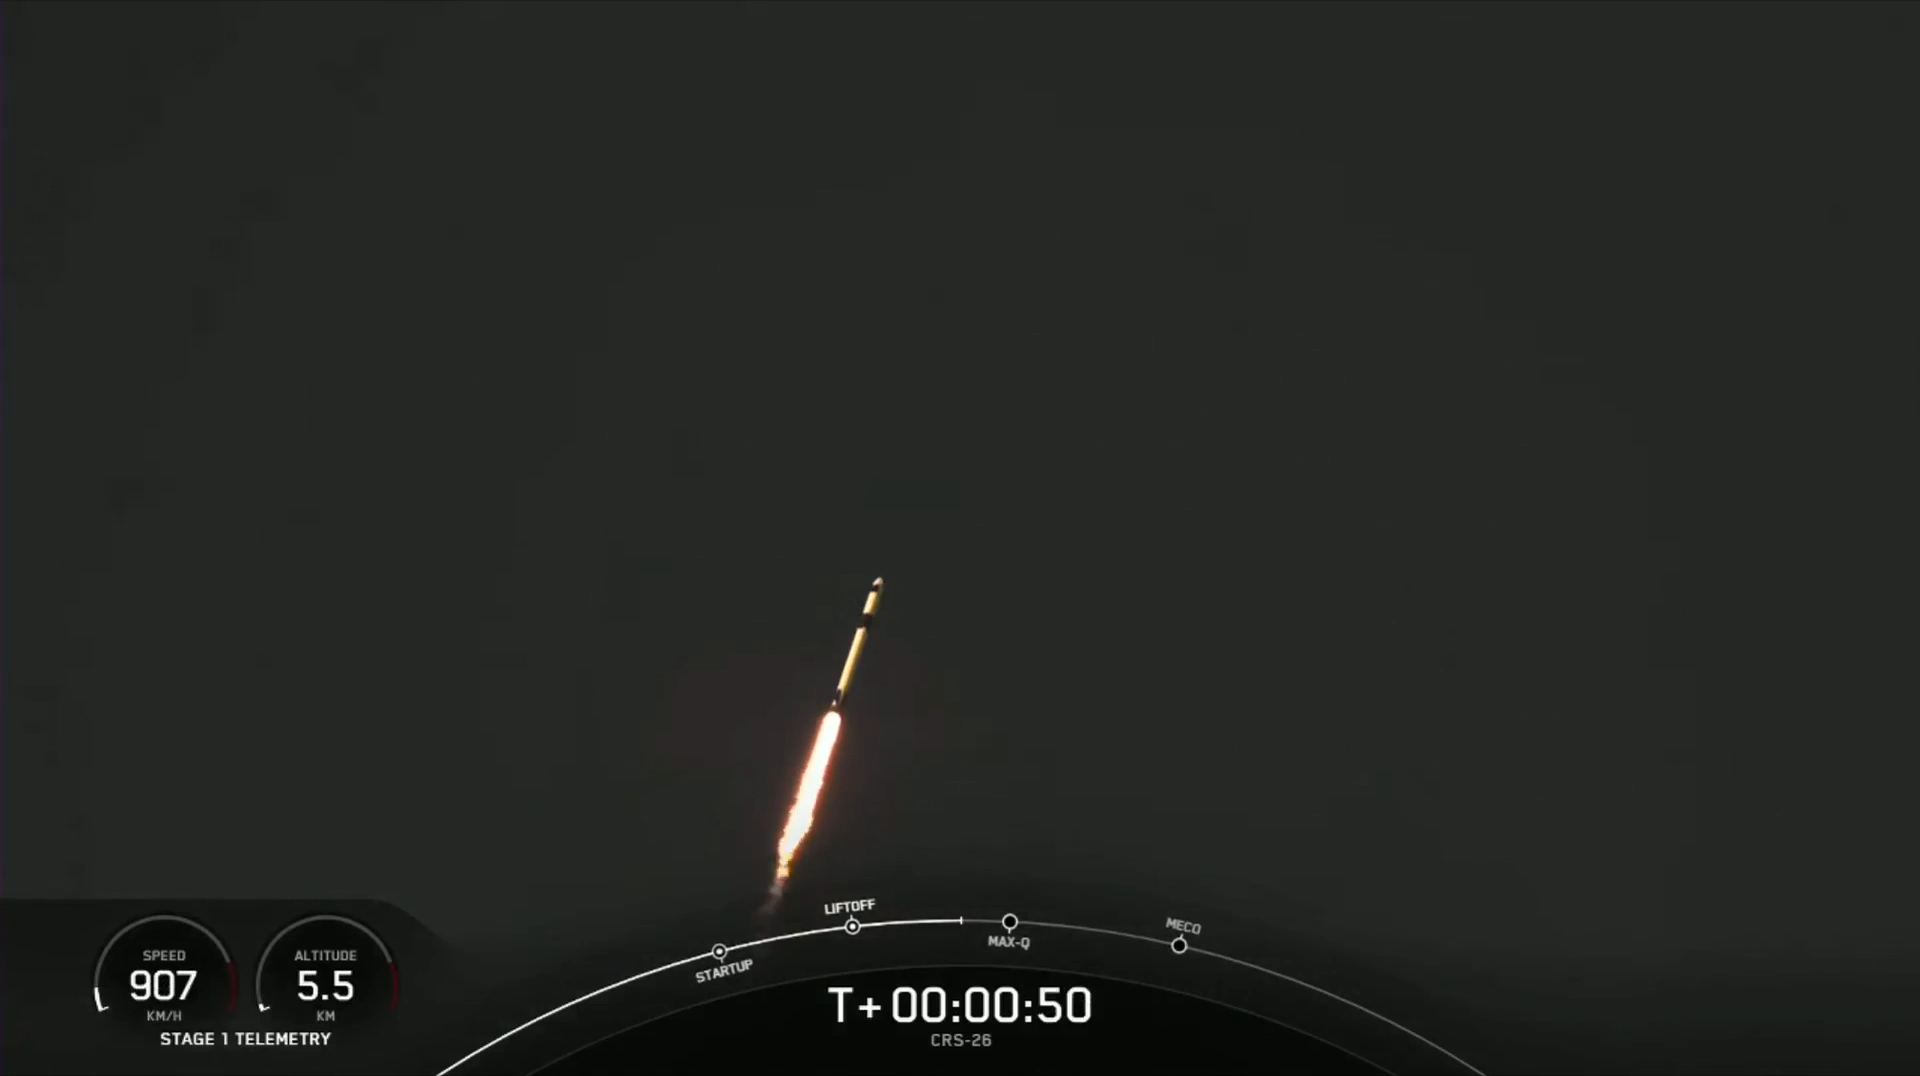 LIFTOFF
MECO
MAX-Q
STARTUP
SPEED
907
KM/H
ALTITUDE
5.5
KM
STAGE 1 TELEMETRY
T+ 00:00:50
CRS-26